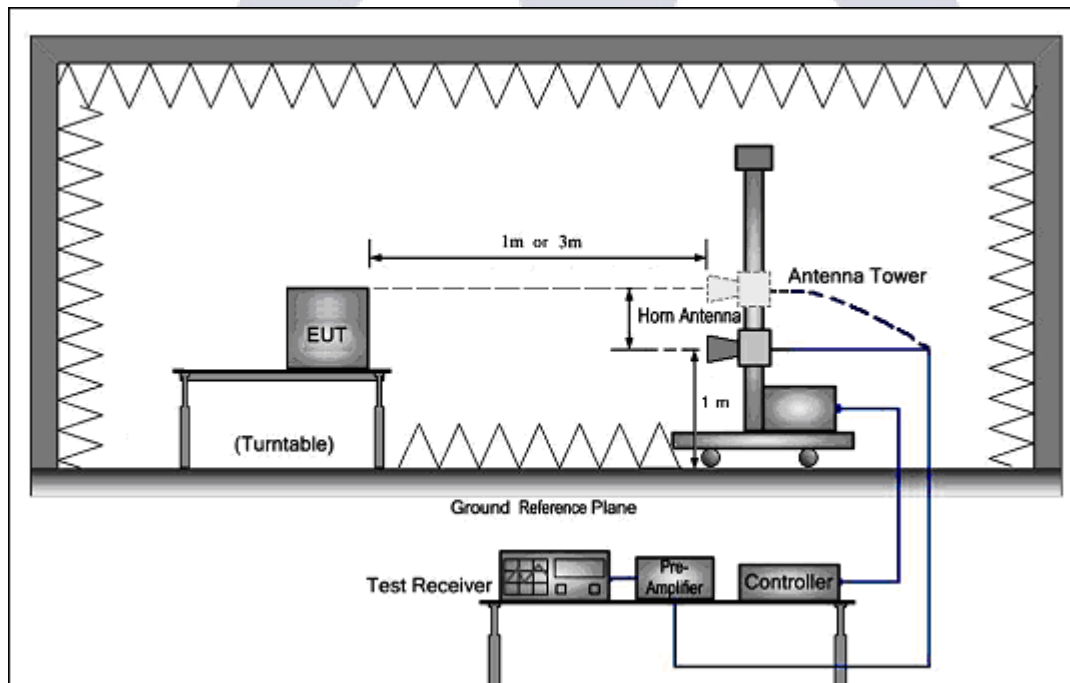 1m or 3m
Antenna Tower
Horn Antenna
EUT
1 m
(Turntable)
Ground Reference Plane
Test Receiver
Pre-
Amplifier
Controller